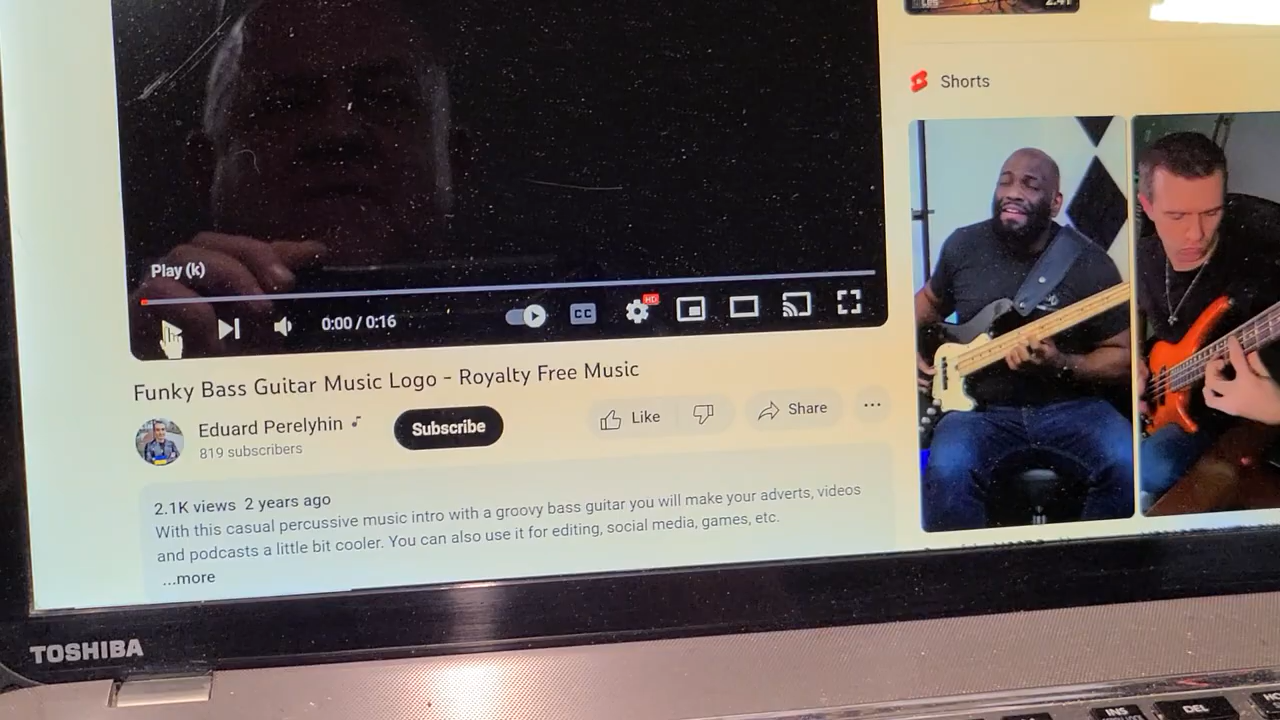 2:41
Shorts
Play (k)
HD
CC
0:00 / 0:16
Funky Bass Guitar Music Logo - Royalty Free Music
Eduard Perelyhin
819 subscribers
Subscribe
Like
Share
...
2.1K views 2 years ago
With this casual percussive music intro with a groovy bass guitar you will make your adverts, videos
and podcasts a little bit cooler. You can also use it for editing, social media, games, etc.
...more
TOSHIBA
INS
DEL